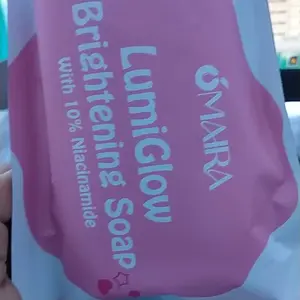 OMAIRA
LumiGlow
Brightening Soap
With 10% Niacinamide